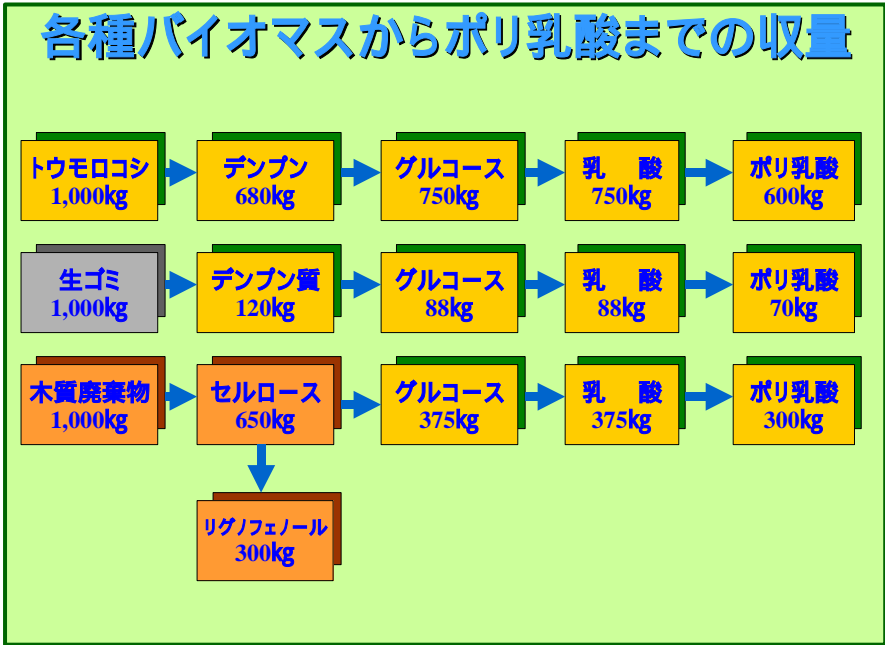 各種バイオマスからポリ乳酸までの収量
トウモロコシ
1,000kg
デンプン
680kg
グルコース
750kg
乳　酸
750kg
ポリ乳酸
600kg
生ゴミ
1,000kg
デンプン質
120kg
グルコース
88kg
乳　酸
88kg
ポリ乳酸
70kg
木質廃棄物
1,000kg
セルロース
650kg
グルコース
375kg
乳　酸
375kg
ポリ乳酸
300kg
リグノフェノール
300kg